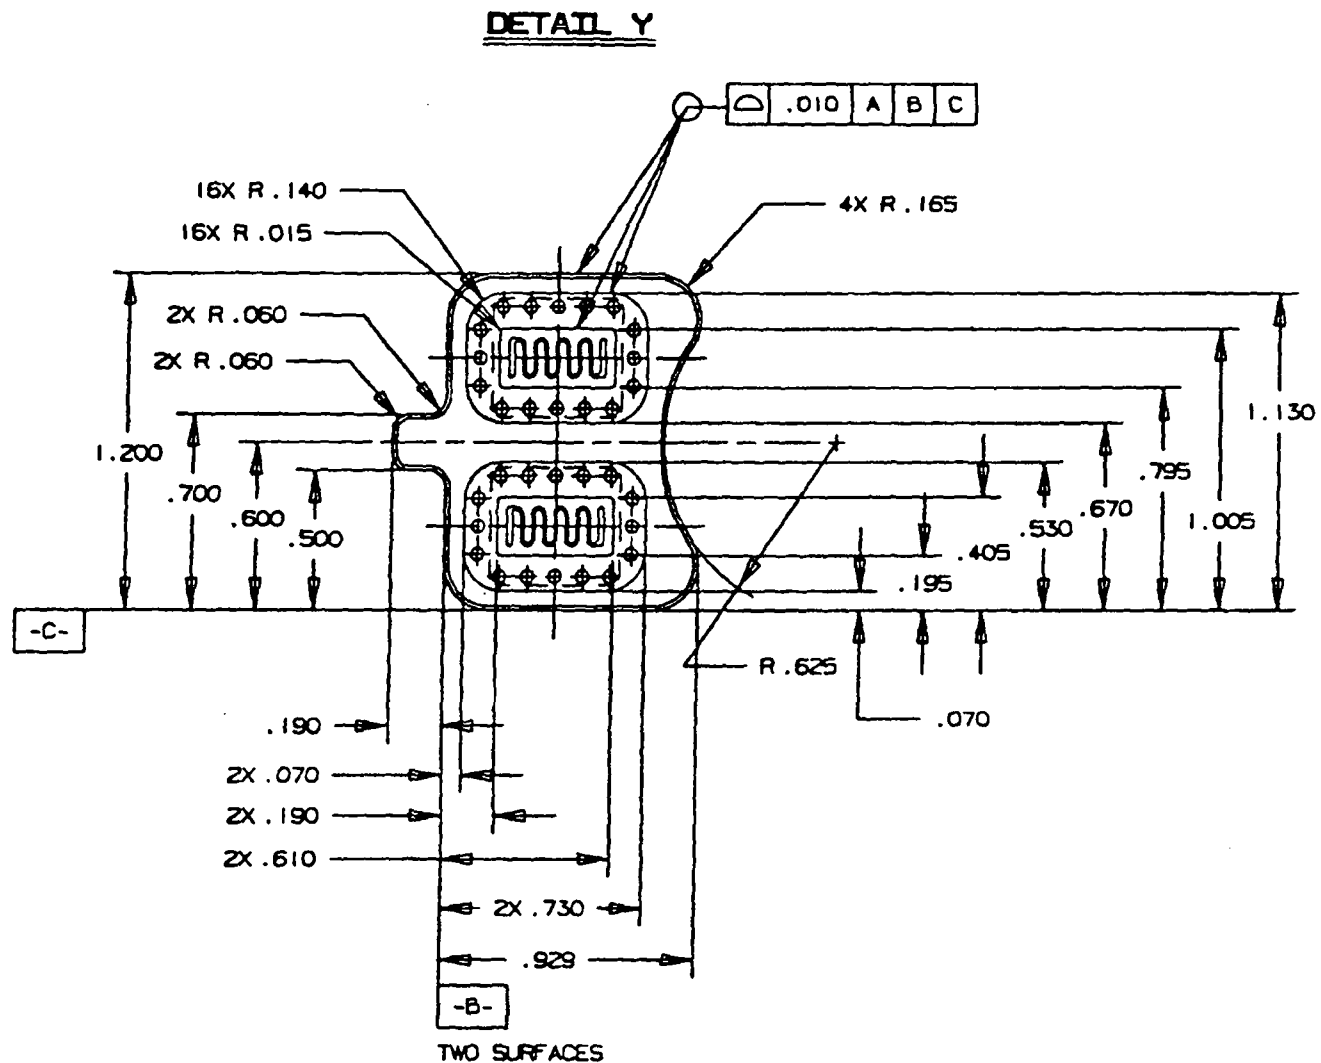 DETAIL Y
.010 A B C
16X R .140
4X R .165
16X R .015
2X R .060
2X R .060
1.200
.700
.600
.500
1.130
.795
.670
1.005
.530
.405
.195
-C-
R .625
.190
.070
2X .070
2X .190
2X .610
2X .730
.929
-B-
TWO SURFACES